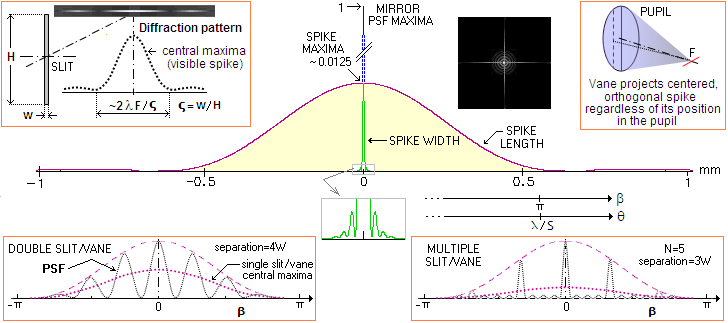 Diffraction pattern
H
SLIT
W
central maxima
(visible spike)
~2λF/ς ς=W/H
1
MIRROR
PSF MAXIMA
SPIKE
MAXIMA
~0.0125
SPIKE WIDTH
SPIKE
LENGTH
PUPIL
F
Vane projects centered,
orthogonal spike
regardless of its position
in the pupil
-1 -0.5 0 0.5 1 mm
π β
θ
λ/S
DOUBLE SLIT/VANE
separation=4W
PSF
single slit/vane
central maxima
-π 0 π
β
MULTIPLE
SLIT/VANE
N=5
separation=3W
-π 0 π
β